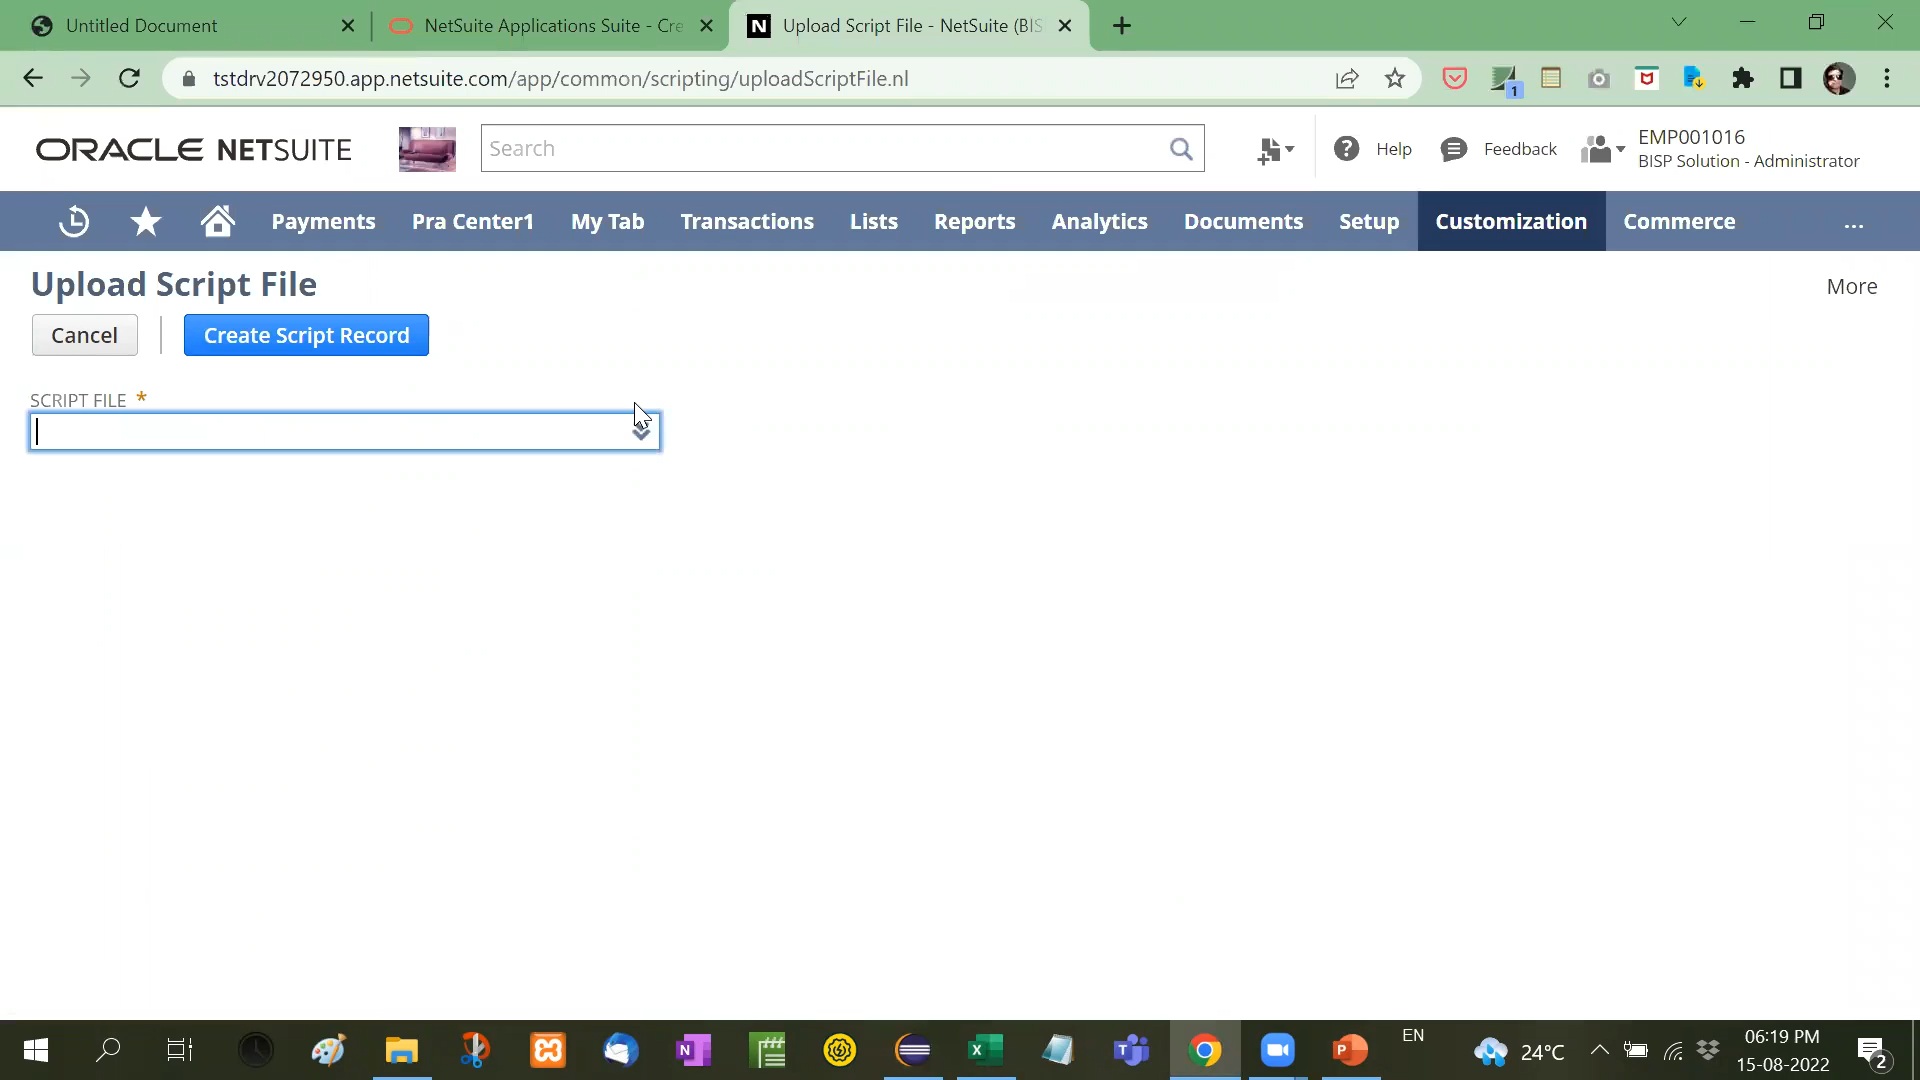 Untitled Document
NetSuite Applications Suite - Cre
Upload Script File - NetSuite (BIS
tstdrv2072950.app.netsuite.com/app/common/scripting/uploadScriptFile.nl
1
ORACLE NETSUITE
Search
Help
Feedback
EMP001016
BISP Solution - Administrator
Payments
Pra Center1
My Tab
Transactions
Lists
Reports
Analytics
Documents
Setup
Customization
Commerce
...
Upload Script File
More
Cancel
Create Script Record
SCRIPT FILE *
EN
24°C
06:19 PM
15-08-2022
2